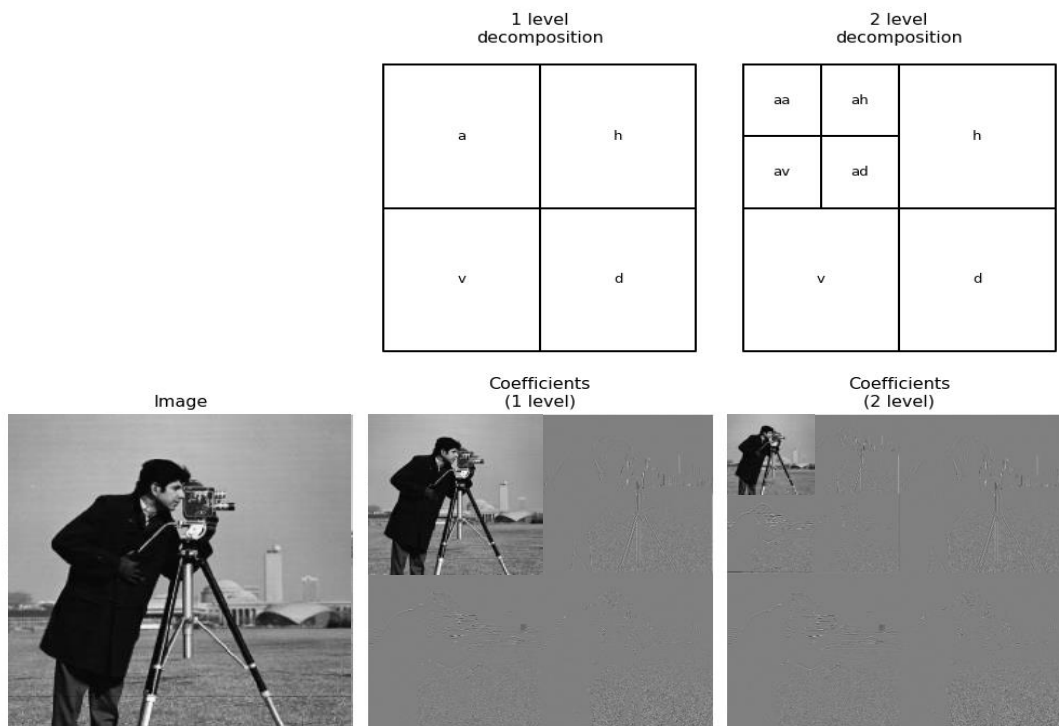 1 level
decomposition
2 level
decomposition
a
h
v
d
aa
ah
av
ad
h
v
d
Image
Coefficients
(1 level)
Coefficients
(2 level)